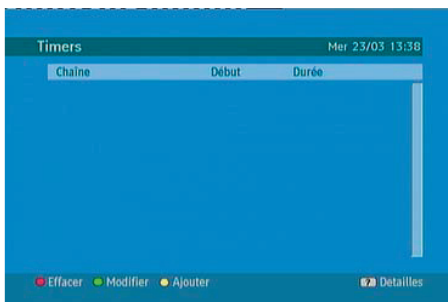 Timers Mer 23/03 13:38
Chaîne Début Durée
Effacer Modifier Ajouter ? Détailles